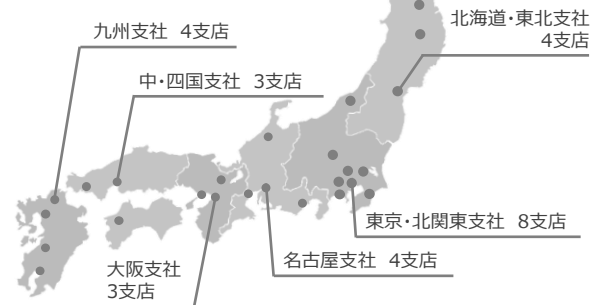 九州支社 4支店
北海道・東北支社
4支店
中・四国支社 3支店
東京・北関東支社 8支店
名古屋支社 4支店
大阪支社
3支店